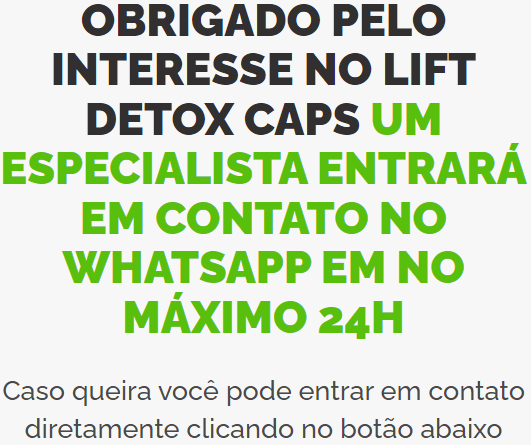 OBRIGADO PELO
INTERESSE NO LIFT
DETOX CAPS UM
ESPECIALISTA ENTRARÁ
EM CONTATO NO
WHATSAPP EM NO
MÁXIMO 24H
Caso queira você pode entrar em contato
diretamente clicando no botão abaixo